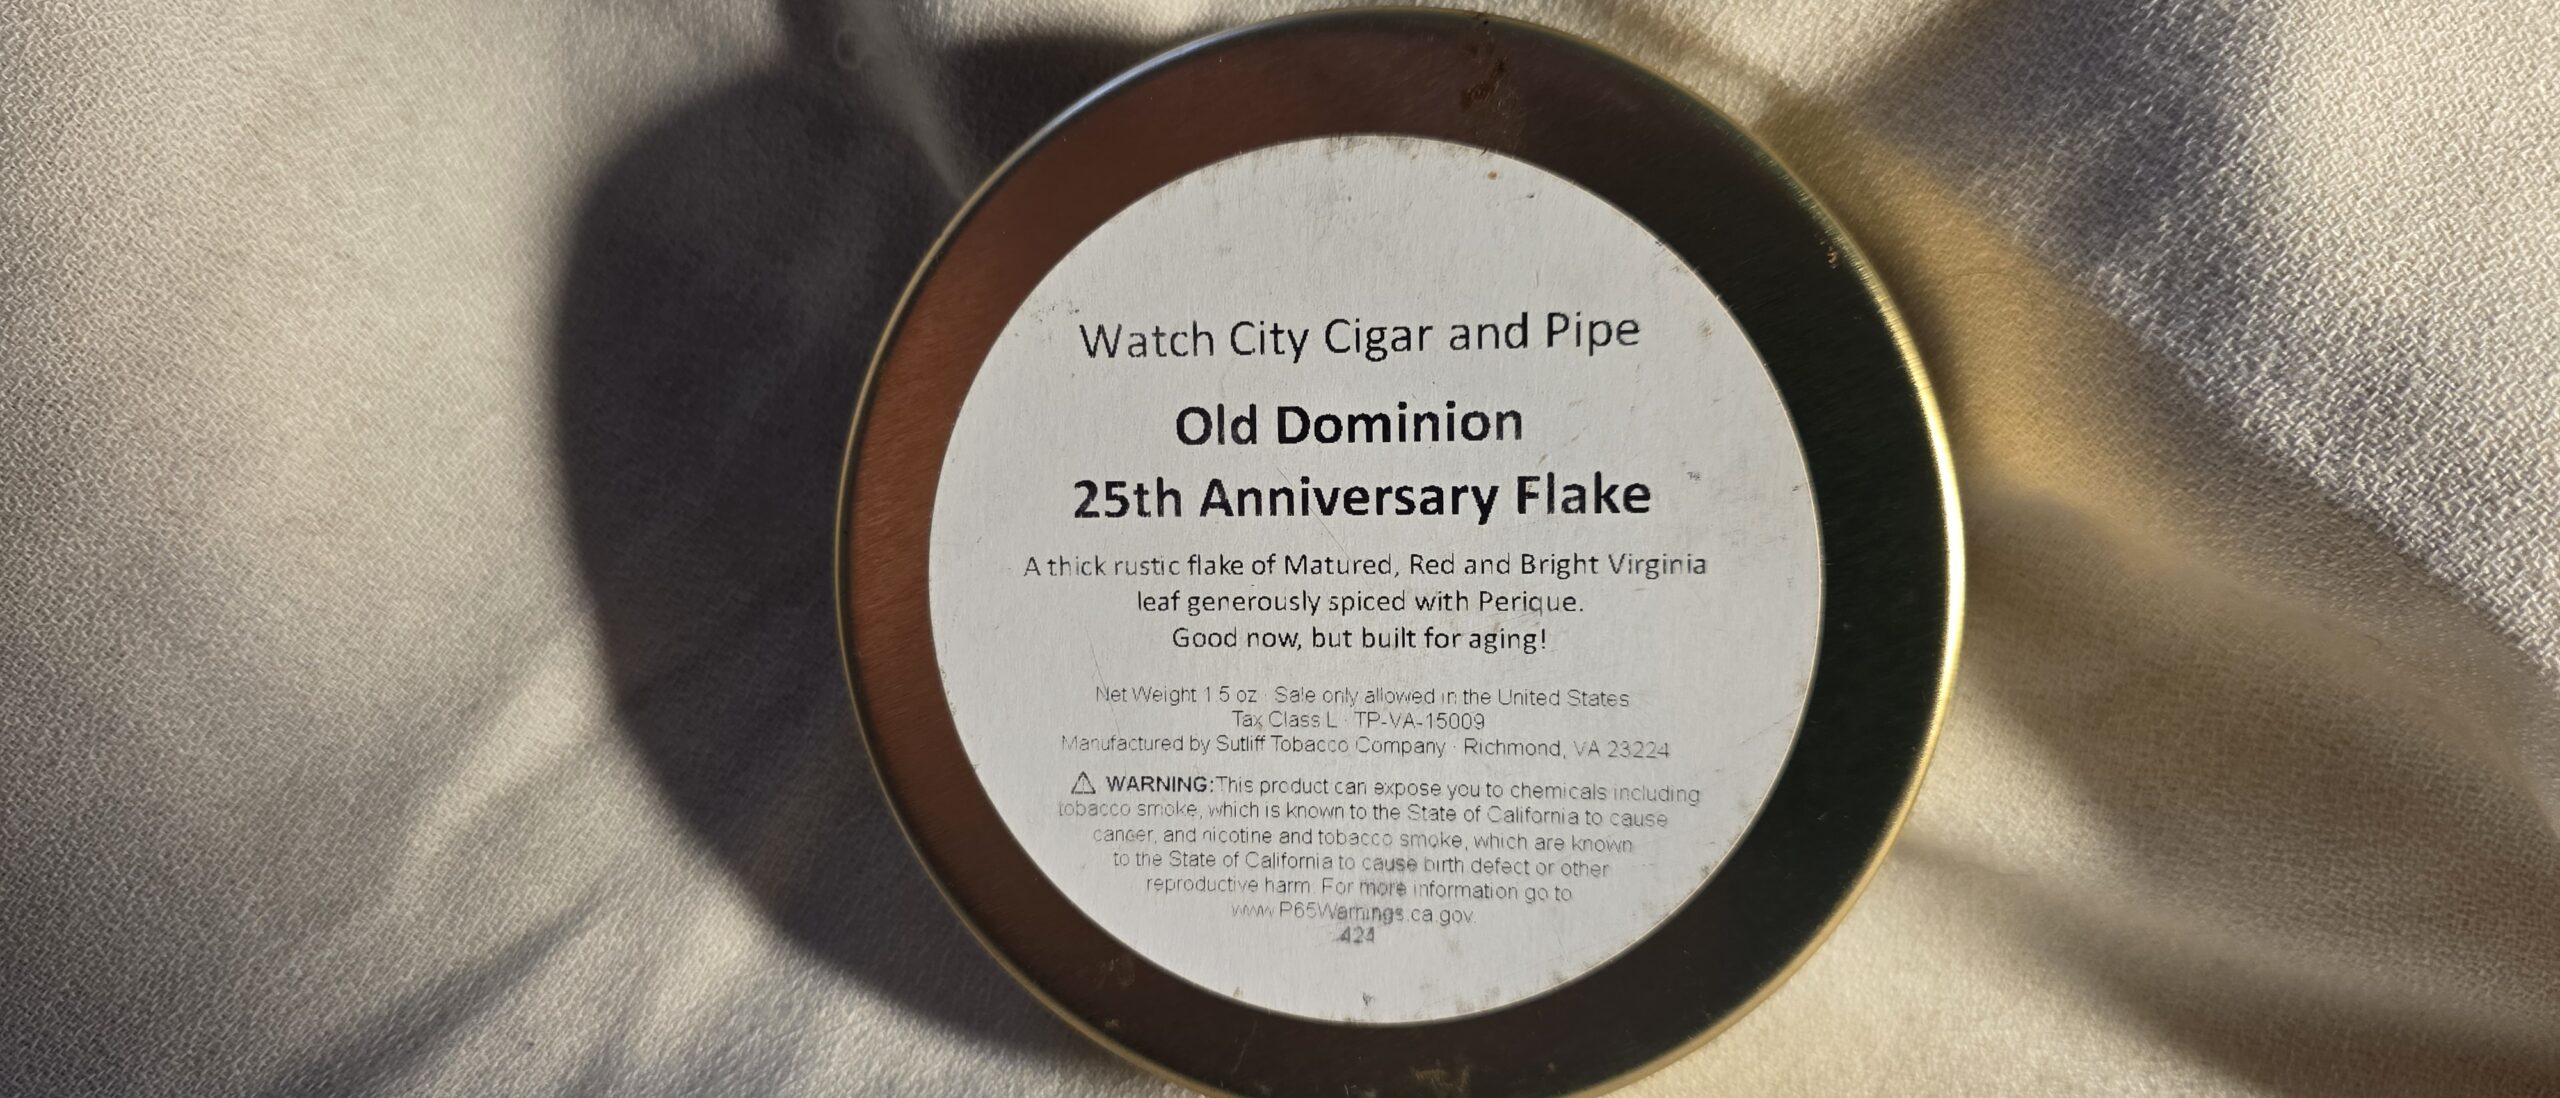 Watch City Cigar and Pipe
Old Dominion
25th Anniversary Flake ™
A thick rustic flake of Matured, Red and Bright Virginia
leaf generously spiced with Perique.
Good now, but built for aging!
Net Weight 1.5 oz · Sale only allowed in the United States
Tax Class L · TP-VA-15009
Manufactured by Sutliff Tobacco Company · Richmond, VA 23224
⚠ WARNING: This product can expose you to chemicals including
tobacco smoke, which is known to the State of California to cause
cancer, and nicotine and tobacco smoke, which are known
to the State of California to cause birth defect or other
reproductive harm. For more information go to
www.P65Warnings.ca.gov.
424